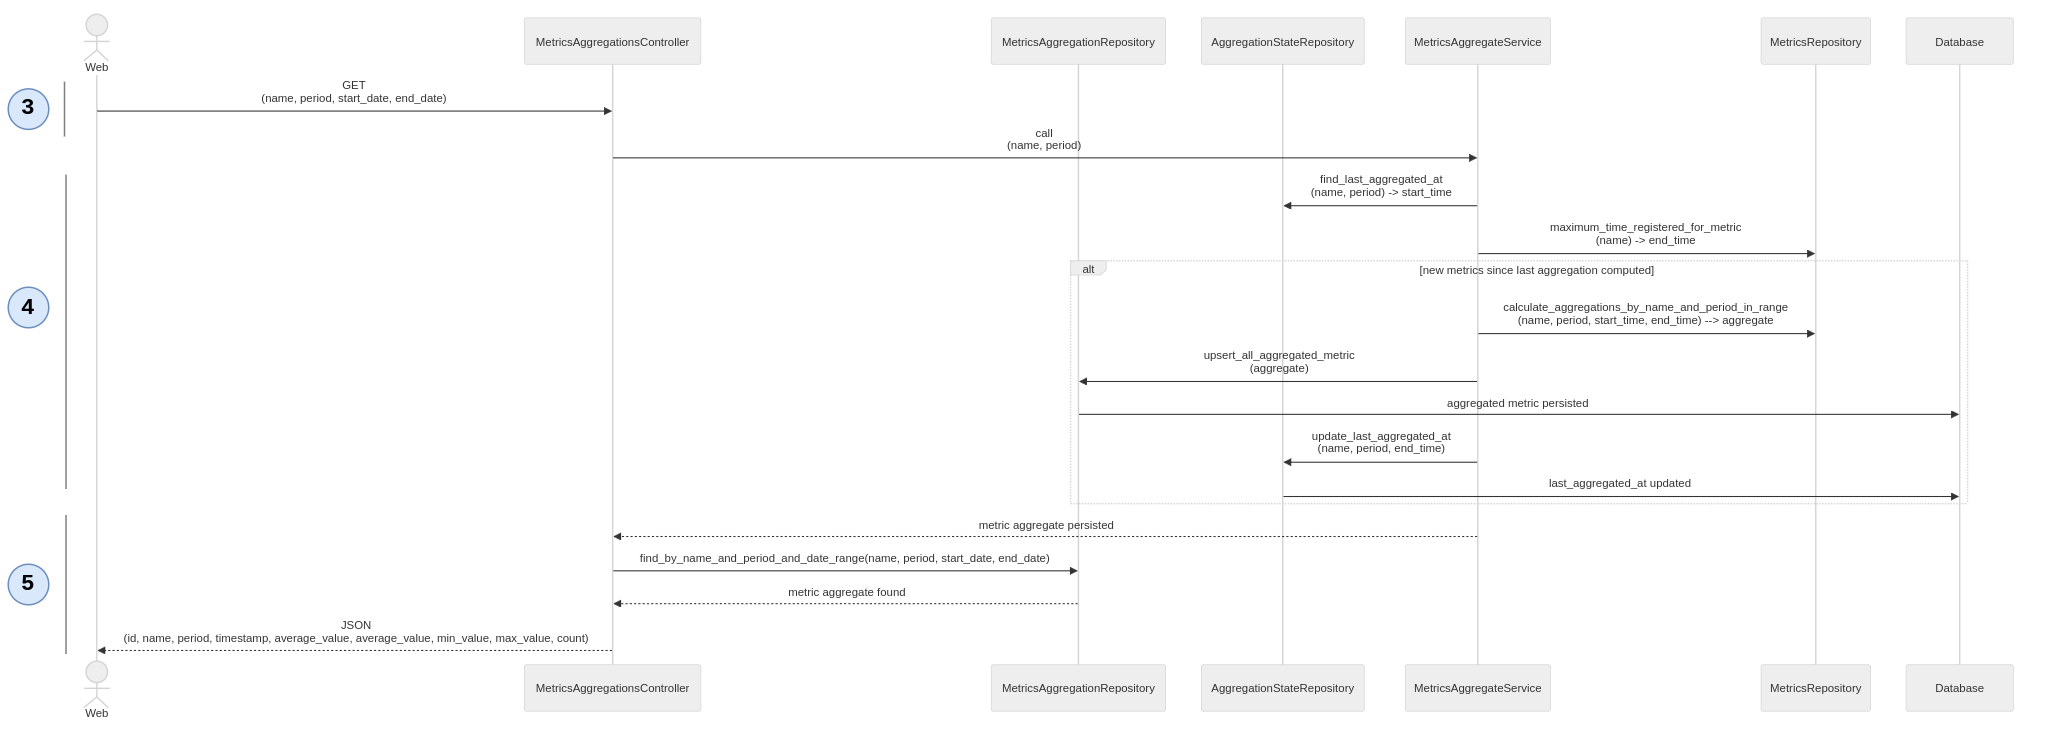 Web
MetricsAggregationsController
MetricsAggregationRepository
AggregationStateRepository
MetricsAggregateService
MetricsRepository
Database
3
GET
(name, period, start_date, end_date)
call
(name, period)
find_last_aggregated_at
(name, period) -> start_time
maximum_time_registered_for_metric
(name) -> end_time
alt
[new metrics since last aggregation computed]
4
calculate_aggregations_by_name_and_period_in_range
(name, period, start_time, end_time) --> aggregate
upsert_all_aggregated_metric
(aggregate)
aggregated metric persisted
update_last_aggregated_at
(name, period, end_time)
last_aggregated_at updated
metric aggregate persisted
find_by_name_and_period_and_date_range(name, period, start_date, end_date)
5
metric aggregate found
JSON
(id, name, period, timestamp, average_value, average_value, min_value, max_value, count)
Web
MetricsAggregationsController
MetricsAggregationRepository
AggregationStateRepository
MetricsAggregateService
MetricsRepository
Database